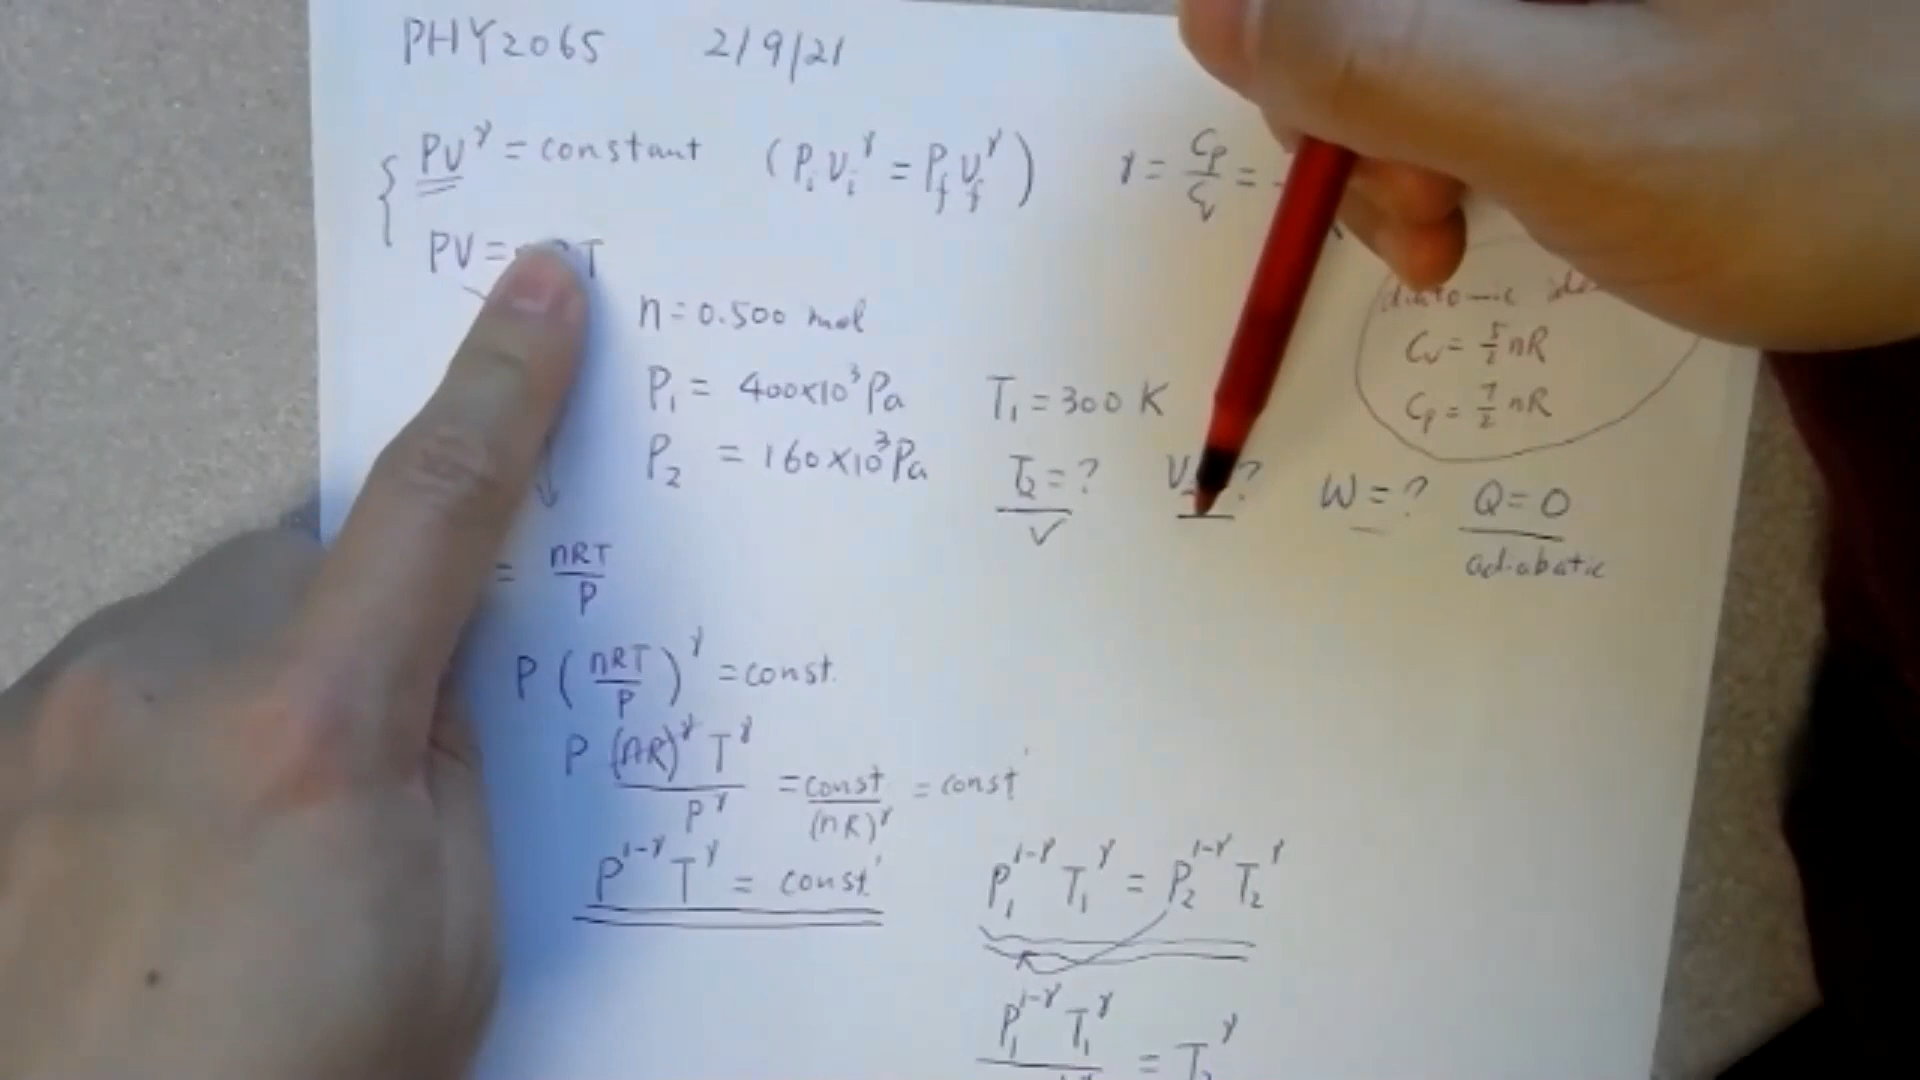 PHY2065 2/9/21
PV^γ = constant (P_i V_i^γ = P_f V_f^γ) γ = C_p/C_v =
PV = T
n = 0.500 mol
diatomic
C_v = 5/2 nR
P_1 = 400×10^3 Pa T_1 = 300 K
C_p = 7/2 nR
P_2 = 160×10^3 Pa T_2 = ? V ? W = ? Q = 0
adiabatic
= nRT/P
P (nRT/P)^γ = const.
P (nR)^γ T^γ / P^γ = const/(nR)^γ = const'
P^1-γ T^γ = const' P_1^1-γ T_1^γ = P_2^1-γ T_2^γ
P_1^1-γ T_1^γ = T_2^γ